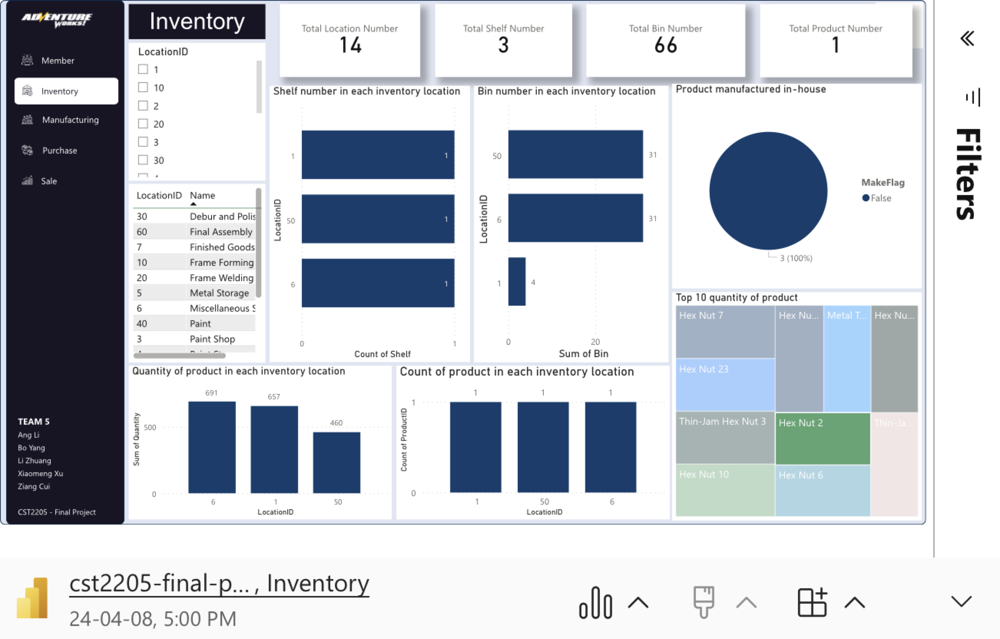 ADVENTURE
WORKS!
Member
Inventory
Manufacturing
Purchase
Sale
TEAM 5
Ang Li
Bo Yang
Li Zhuang
Xiaomeng Xu
Ziang Cui
CST2205 - Final Project
Inventory
LocationID
1
10
2
20
3
30
LocationID Name
30 Debur and Polis
60 Final Assembly
7 Finished Goods
10 Frame Forming
20 Frame Welding
5 Metal Storage
6 Miscellaneous S
40 Paint
3 Paint Shop
Total Location Number
14
Total Shelf Number
3
Total Bin Number
66
Total Product Number
1
Shelf number in each inventory location
LocationID
1 1
50 1
6 1
0 1
Count of Shelf
Bin number in each inventory location
LocationID
50 31
6 31
1 4
0 20
Sum of Bin
Product manufactured in-house
MakeFlag
False
3 (100%)
Top 10 quantity of product
Hex Nut 7
Hex Nu...
Metal T...
Hex Nu...
Hex Nut 23
Thin-Jam Hex Nut 3
Hex Nut 2
Thin-Ja...
Hex Nut 10
Hex Nut 6
Quantity of product in each inventory location
Sum of Quantity
500
0
691 657 460
6 1 50
LocationID
Count of product in each inventory location
Count of ProductID
1
0
1 1 1
1 50 6
LocationID
Filters
cst2205-final-p... , Inventory
24-04-08, 5:00 PM